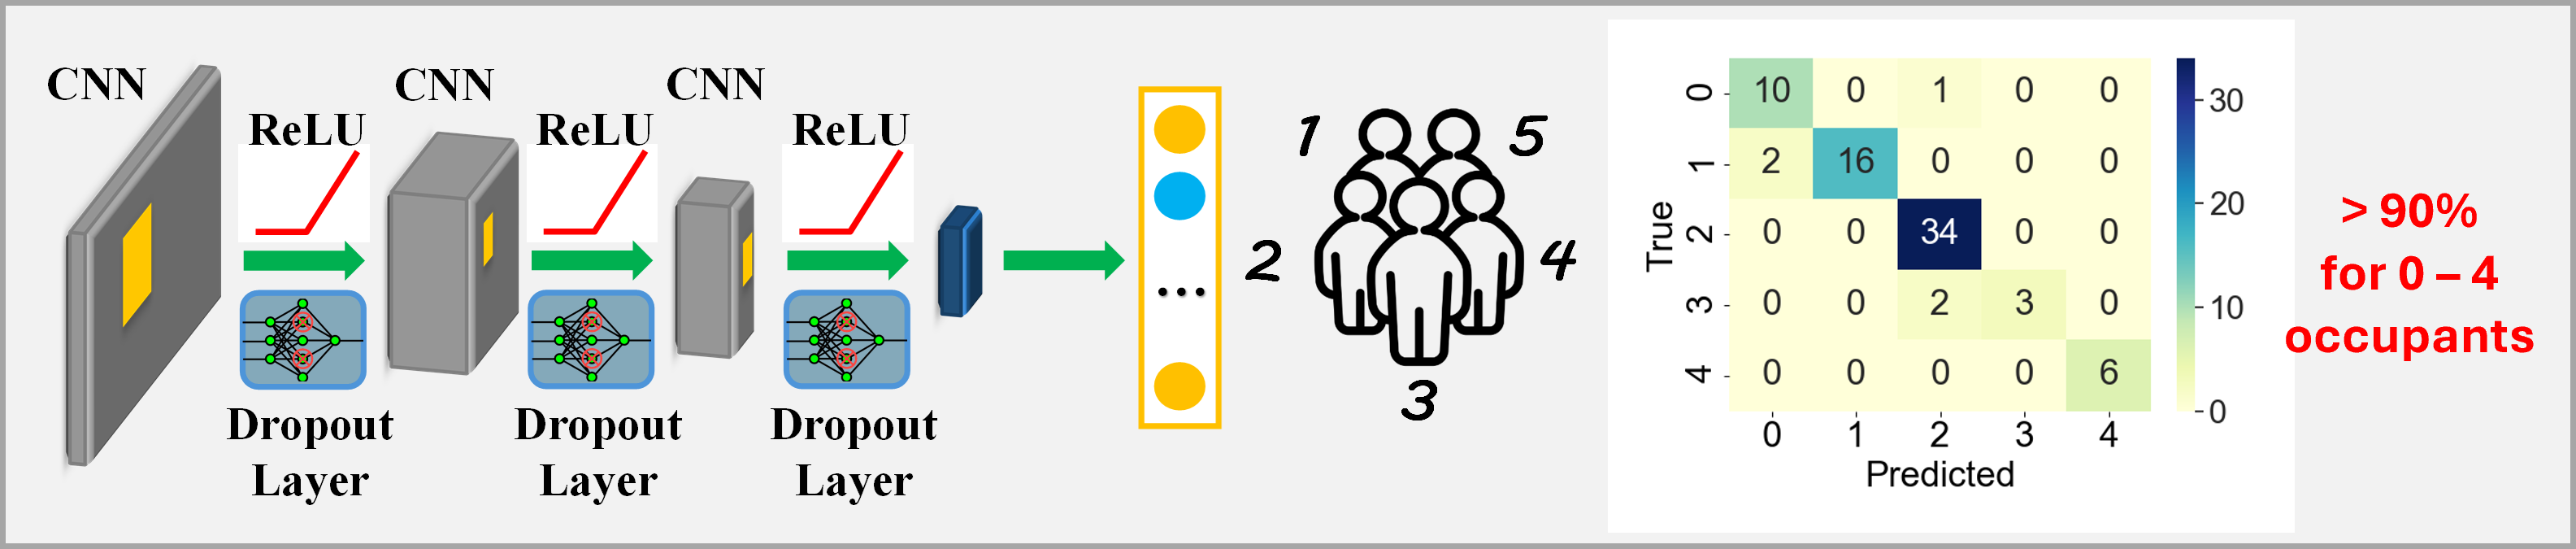 CNN
ReLU
Dropout
Layer
CNN
ReLU
Dropout
Layer
CNN
ReLU
Dropout
Layer
...
1
5
2
4
3
True
0
10 0 1 0 0
1
2 16 0 0 0
2
0 0 34 0 0
3
0 0 2 3 0
4
0 0 0 0 6
0 1 2 3 4
Predicted
30
20
10
0
> 90%
for 0 – 4
occupants